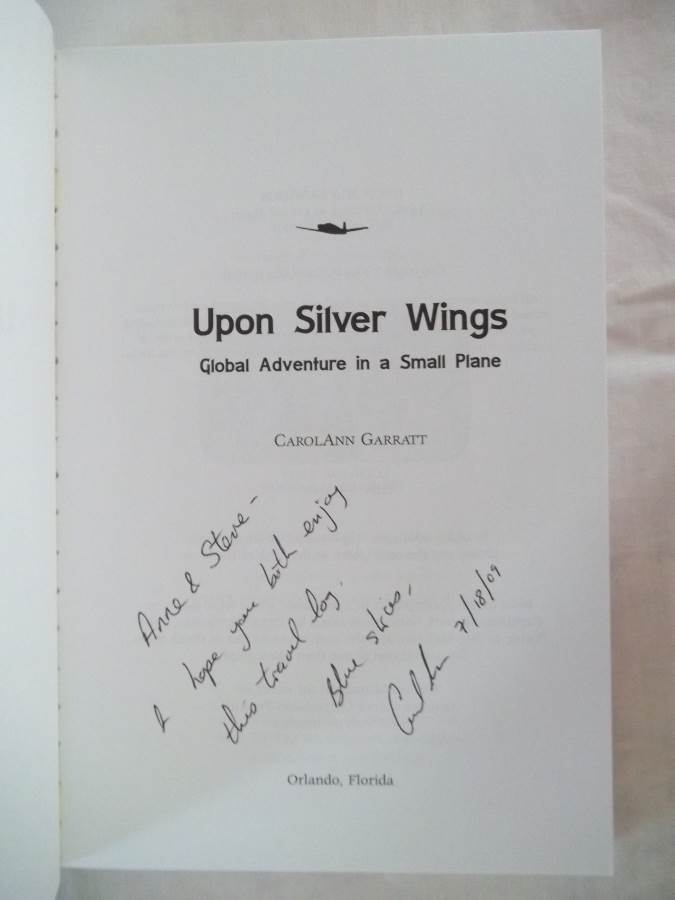 Upon Silver Wings
Global Adventure in a Small Plane
CAROLANN GARRATT
Anne & Steve -
I hope you both enjoy
this travel log.
Blue skies -
7/18/09
Orlando, Florida